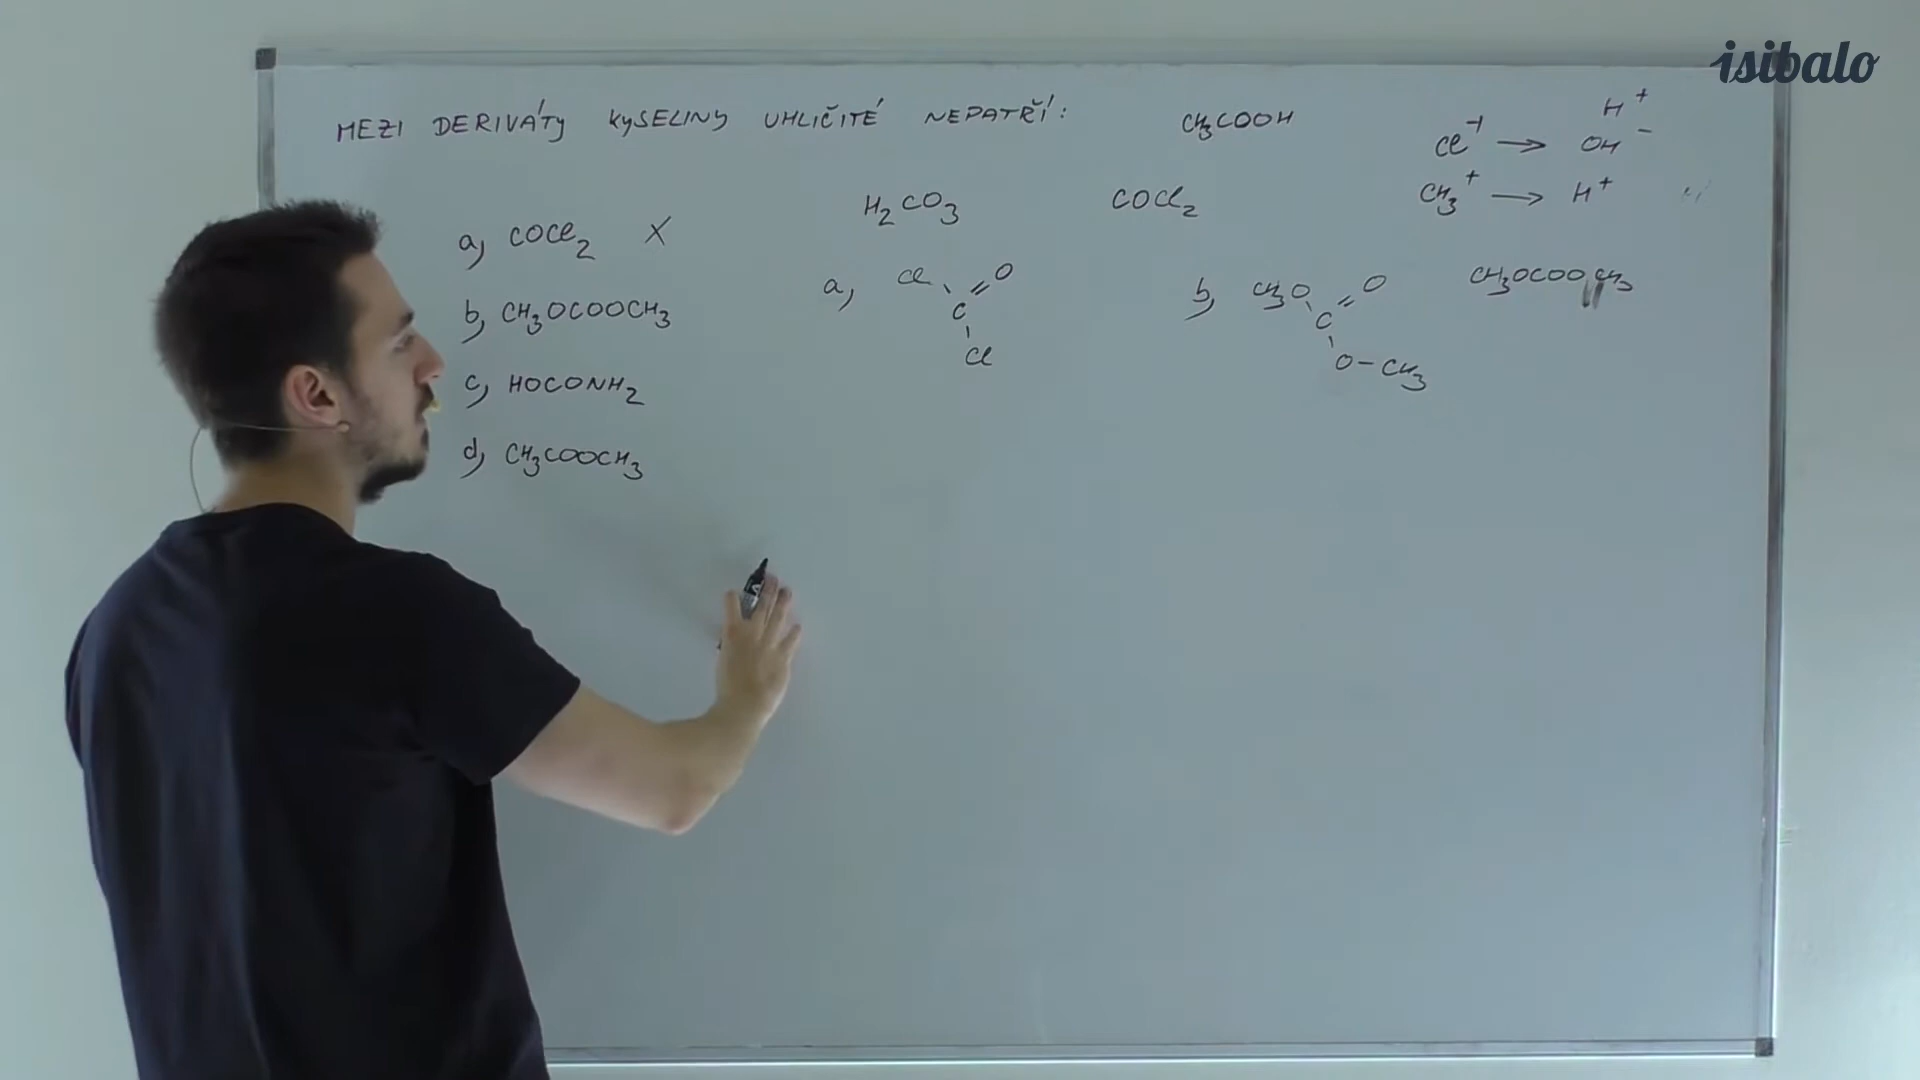 isibalo
MEZI DERIVÁTY KYSELINY UHLIČITÉ NEPATŘÍ:
CH3COOH
H+
Cl-1 → OH-
CH3+ → H+
H2CO3
COCl2
a) COCl2 X
b) CH3OCOOCH3
c) HOCONH2
d) CH3COOCH3
a) Cl C O
Cl
b) CH3O C O
O-CH3
CH3OCOOCH3